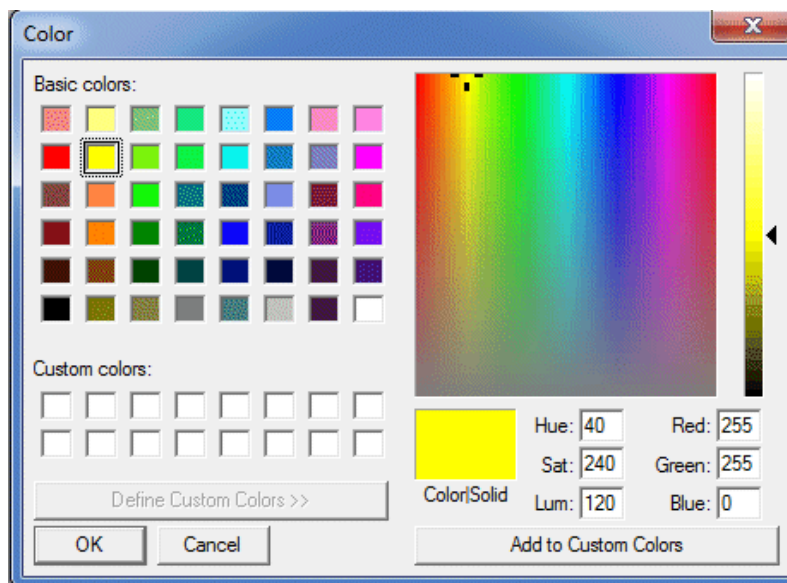 Color
Basic colors:
Custom colors:
Define Custom Colors >>
OK Cancel
Color|Solid
Hue: 40 Red: 255
Sat: 240 Green: 255
Lum: 120 Blue: 0
Add to Custom Colors